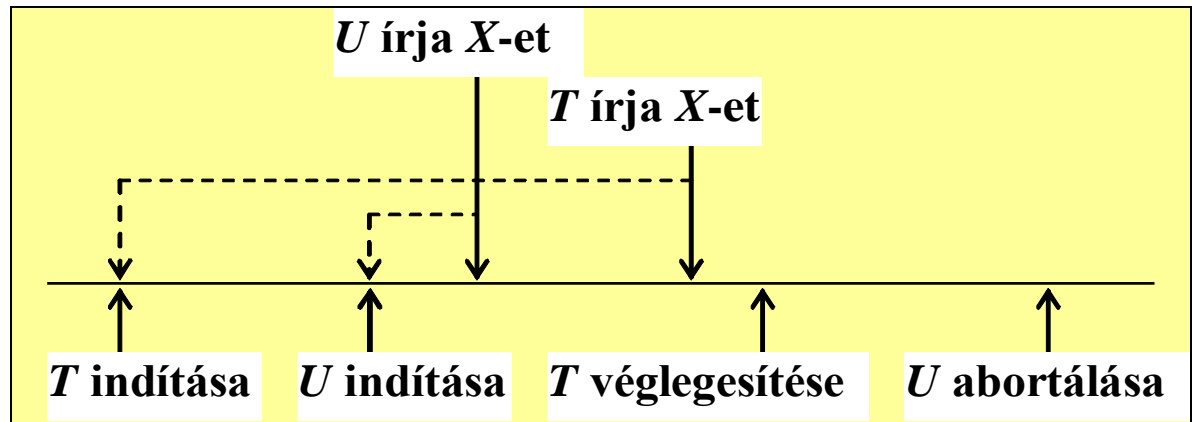 U írja X-et
T írja X-et
T indítása
U indítása
T véglegesítése
U abortálása